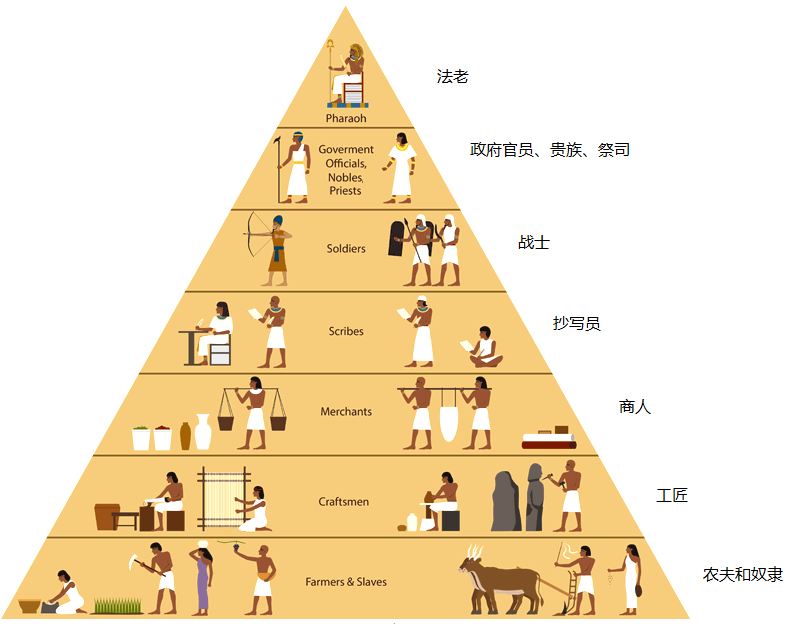 法老
Pharaoh
Goverment
Officials,
Nobles,
Priests
政府官员、贵族、祭司
Soldiers
战士
Scribes
抄写员
Merchants
商人
Craftsmen
工匠
Farmers & Slaves
农夫和奴隶